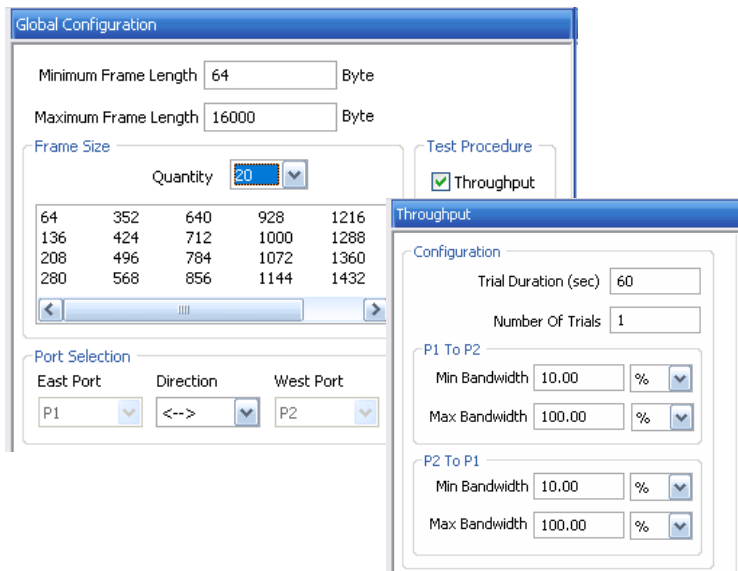 Global Configuration
Minimum Frame Length 64 Byte
Maximum Frame Length 16000 Byte
Frame Size
Quantity 20
64 352 640 928 1216
136 424 712 1000 1288
208 496 784 1072 1360
280 568 856 1144 1432
Test Procedure
Throughput
Port Selection
East Port Direction West Port
P1 <--> P2
Throughput
Configuration
Trial Duration (sec) 60
Number Of Trials 1
P1 To P2
Min Bandwidth 10.00 %
Max Bandwidth 100.00 %
P2 To P1
Min Bandwidth 10.00 %
Max Bandwidth 100.00 %